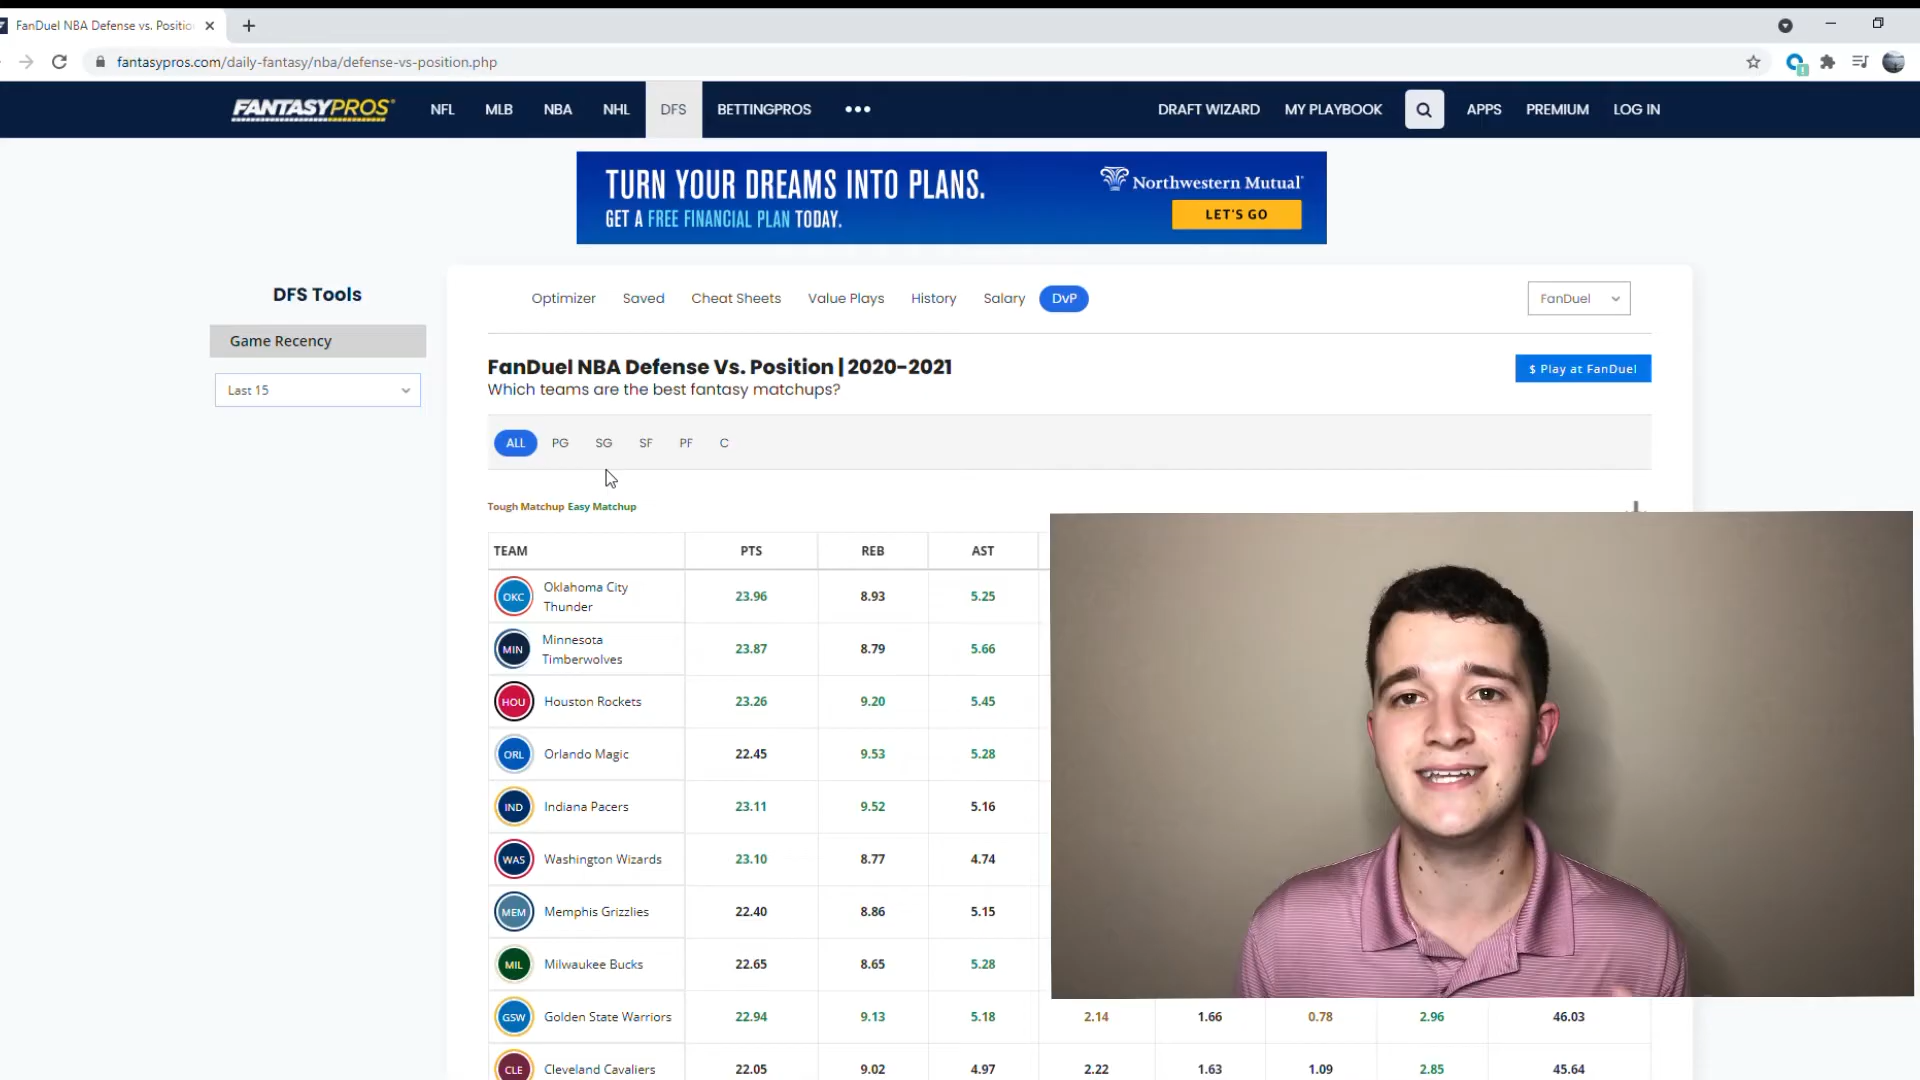 FanDuel NBA Defense vs. Positio
fantasypros.com/daily-fantasy/nba/defense-vs-position.php
FANTASYPROS NFL MLB NBA NHL DFS BETTINGPROS ••• DRAFT WIZARD MY PLAYBOOK APPS PREMIUM LOG IN
TURN YOUR DREAMS INTO PLANS.
GET A FREE FINANCIAL PLAN TODAY.
Northwestern Mutual
LET'S GO
DFS Tools
Game Recency
Last 15
Optimizer Saved Cheat Sheets Value Plays History Salary DvP FanDuel
FanDuel NBA Defense Vs. Position | 2020-2021
Which teams are the best fantasy matchups?
$ Play at FanDuel
ALL PG SG SF PF C
Tough Matchup Easy Matchup
TEAM PTS REB AST
OKC Oklahoma City
Thunder 23.96 8.93 5.25
MIN Minnesota
Timberwolves 23.87 8.79 5.66
HOU Houston Rockets 23.26 9.20 5.45
ORL Orlando Magic 22.45 9.53 5.28
IND Indiana Pacers 23.11 9.52 5.16
WAS Washington Wizards 23.10 8.77 4.74
MEM Memphis Grizzlies 22.40 8.86 5.15
MIL Milwaukee Bucks 22.65 8.65 5.28
GSW Golden State Warriors 22.94 9.13 5.18 2.14 1.66 0.78 2.96 46.03
CLE Cleveland Cavaliers 22.05 9.02 4.97 2.22 1.63 1.09 2.85 45.64